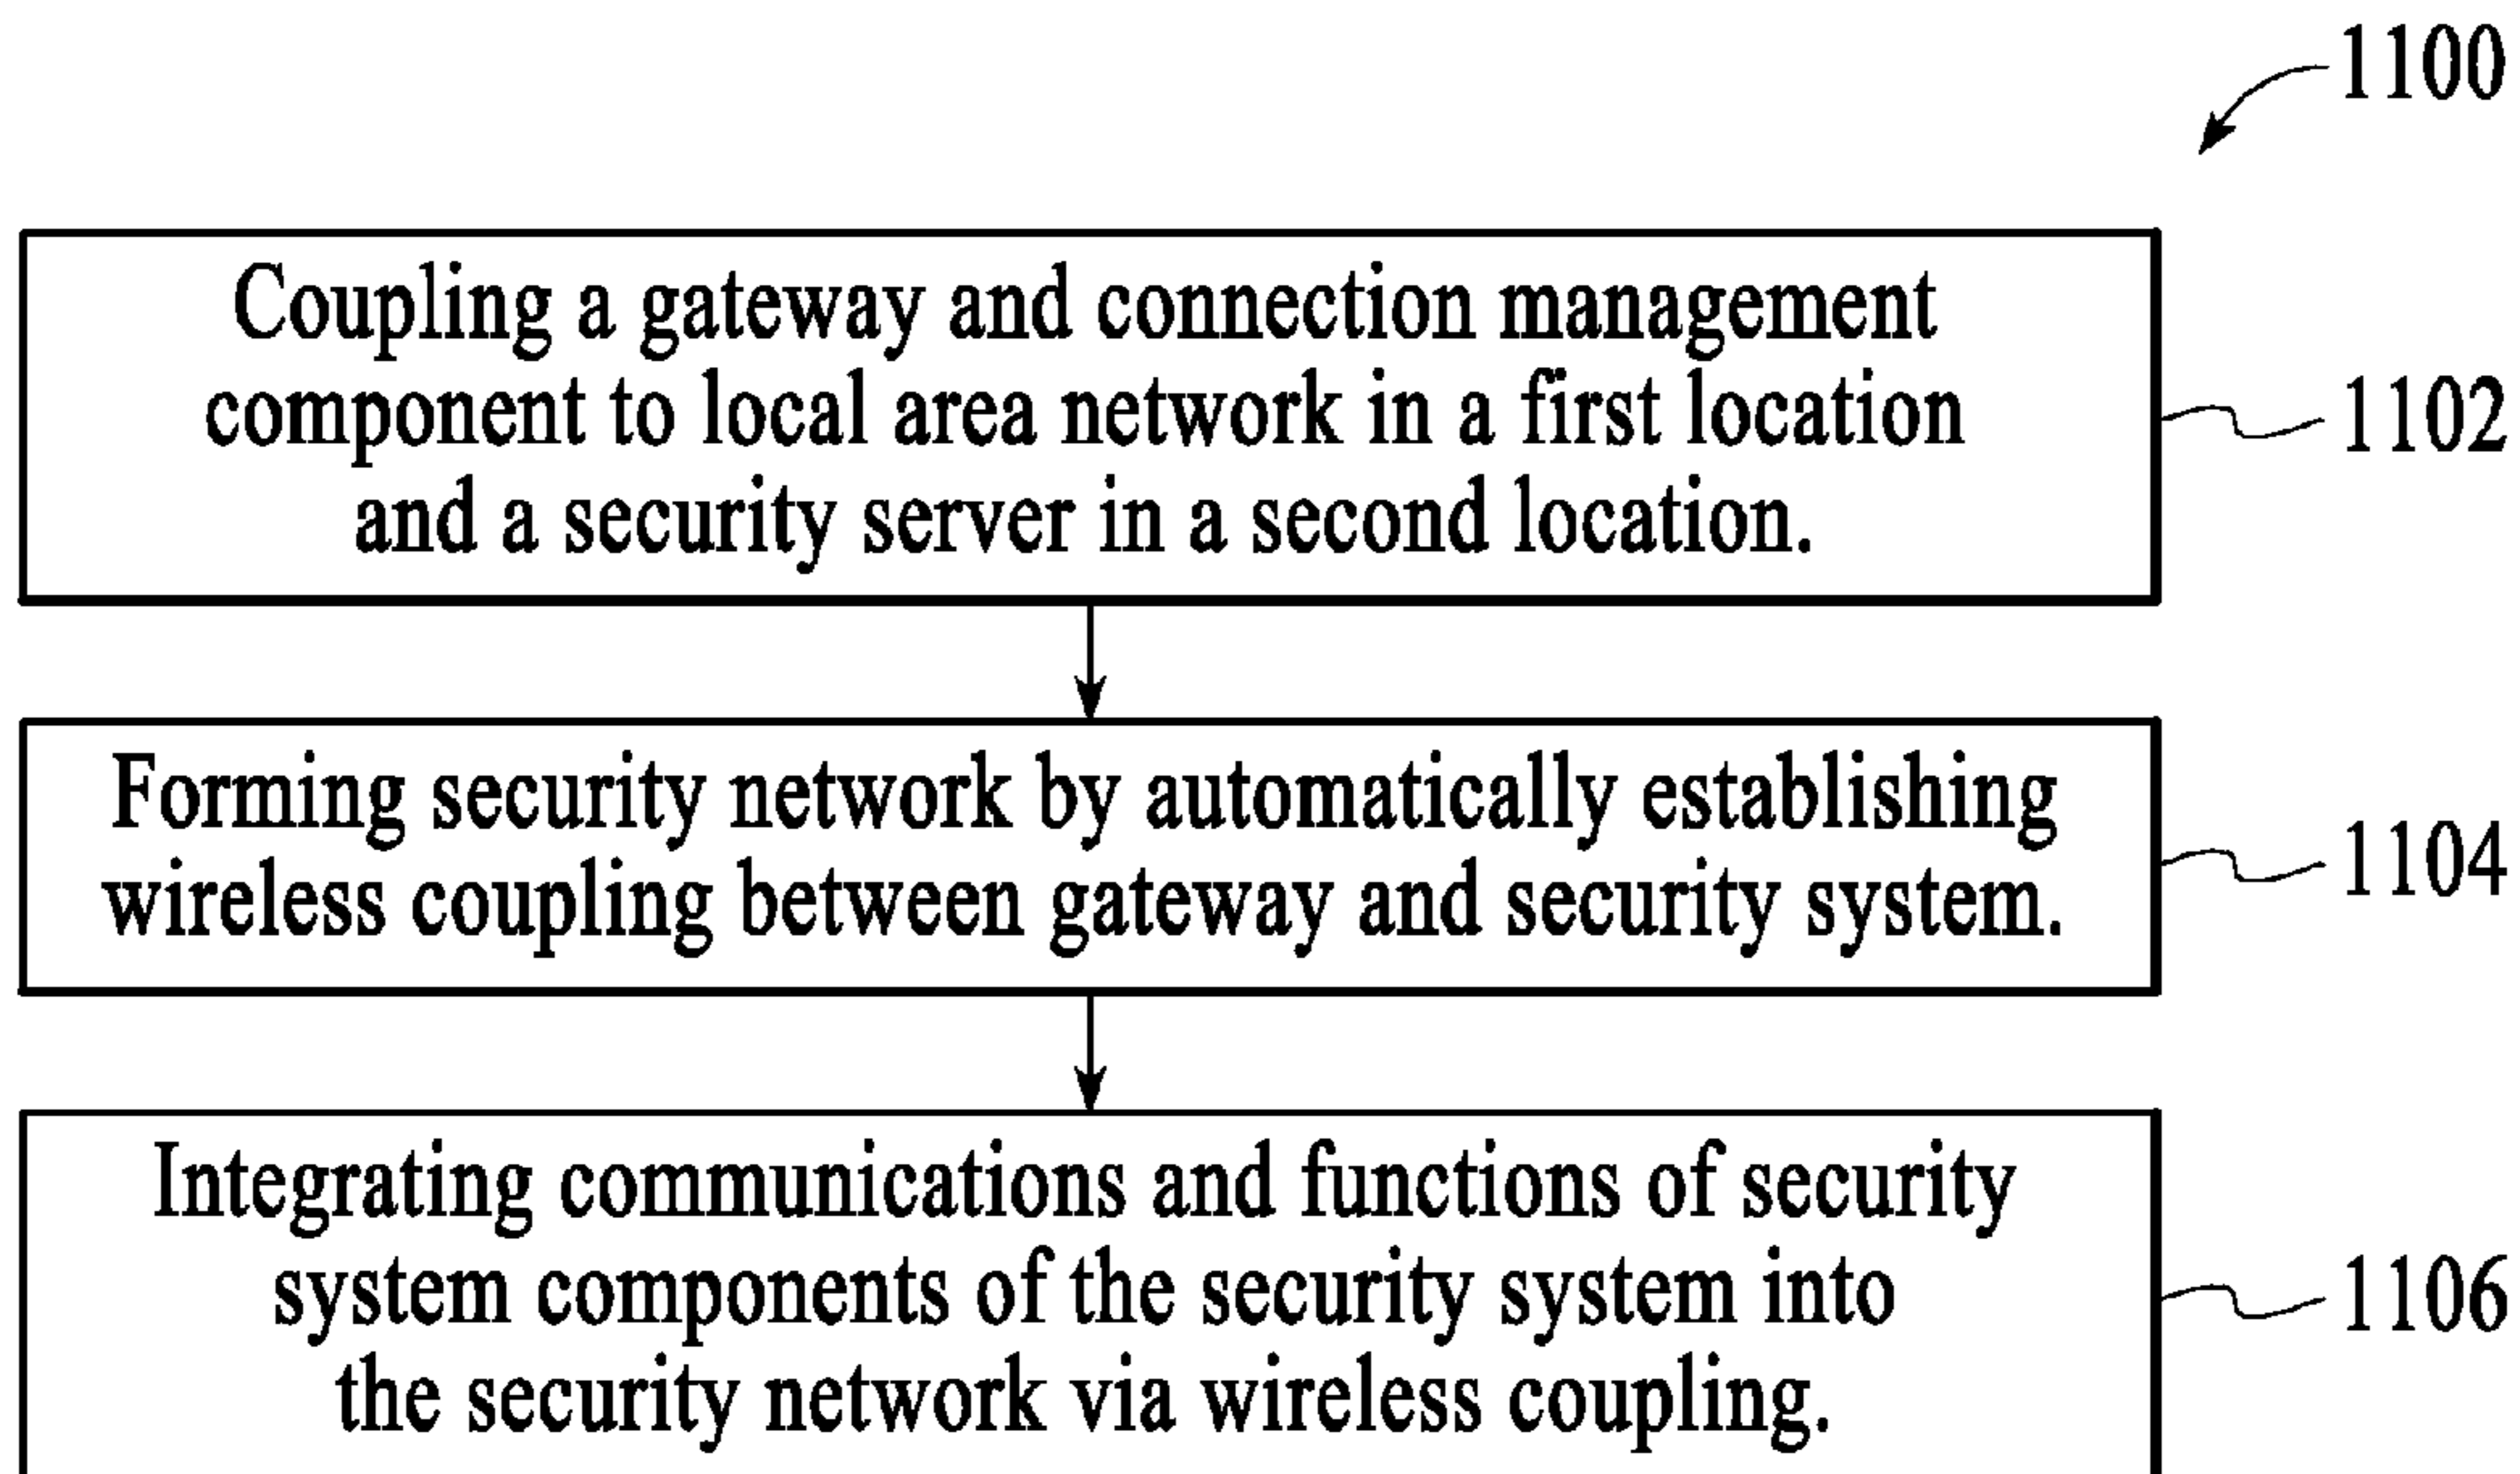 1100
Coupling a gateway and connection management
component to local area network in a first location
and a security server in a second location.
1102
Forming security network by automatically establishing
wireless coupling between gateway and security system.
1104
Integrating communications and functions of security
system components of the security system into
the security network via wireless coupling.
1106